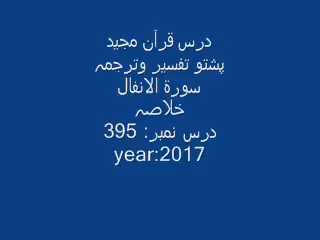 درس قرآن مجید
پشتو تفسیر وترجمہ
سورۃ الانفال
خلاصہ
درس نمبر: 395
year:2017